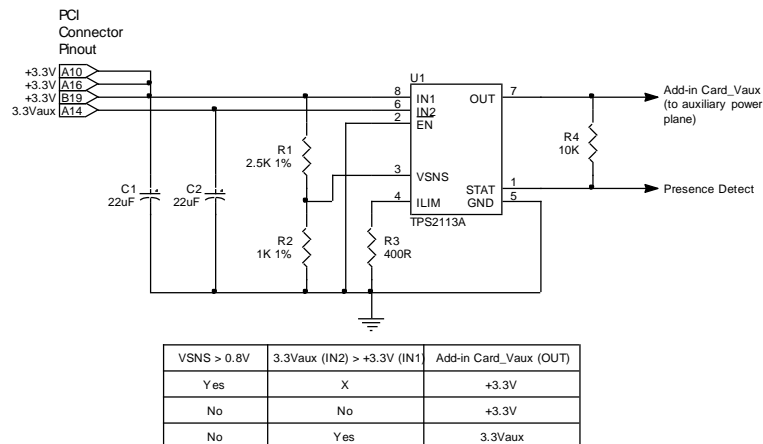 PCI
Connector
Pinout
+3.3V A10
+3.3V A16
+3.3V B19
3.3Vaux A14
U1
8 IN1 OUT 7
6 IN2
2 EN
3 VSNS
4 ILIM
STAT 1
GND 5
TPS2113A
R1
2.5K 1%
R2
1K 1%
R3
400R
R4
10K
C1
22uF
C2
22uF
Add-in Card_Vaux
(to auxiliary power
plane)
Presence Detect
VSNS > 0.8V 3.3Vaux (IN2) > +3.3V (IN1) Add-in Card_Vaux (OUT)
Yes X +3.3V
No No +3.3V
No Yes 3.3Vaux